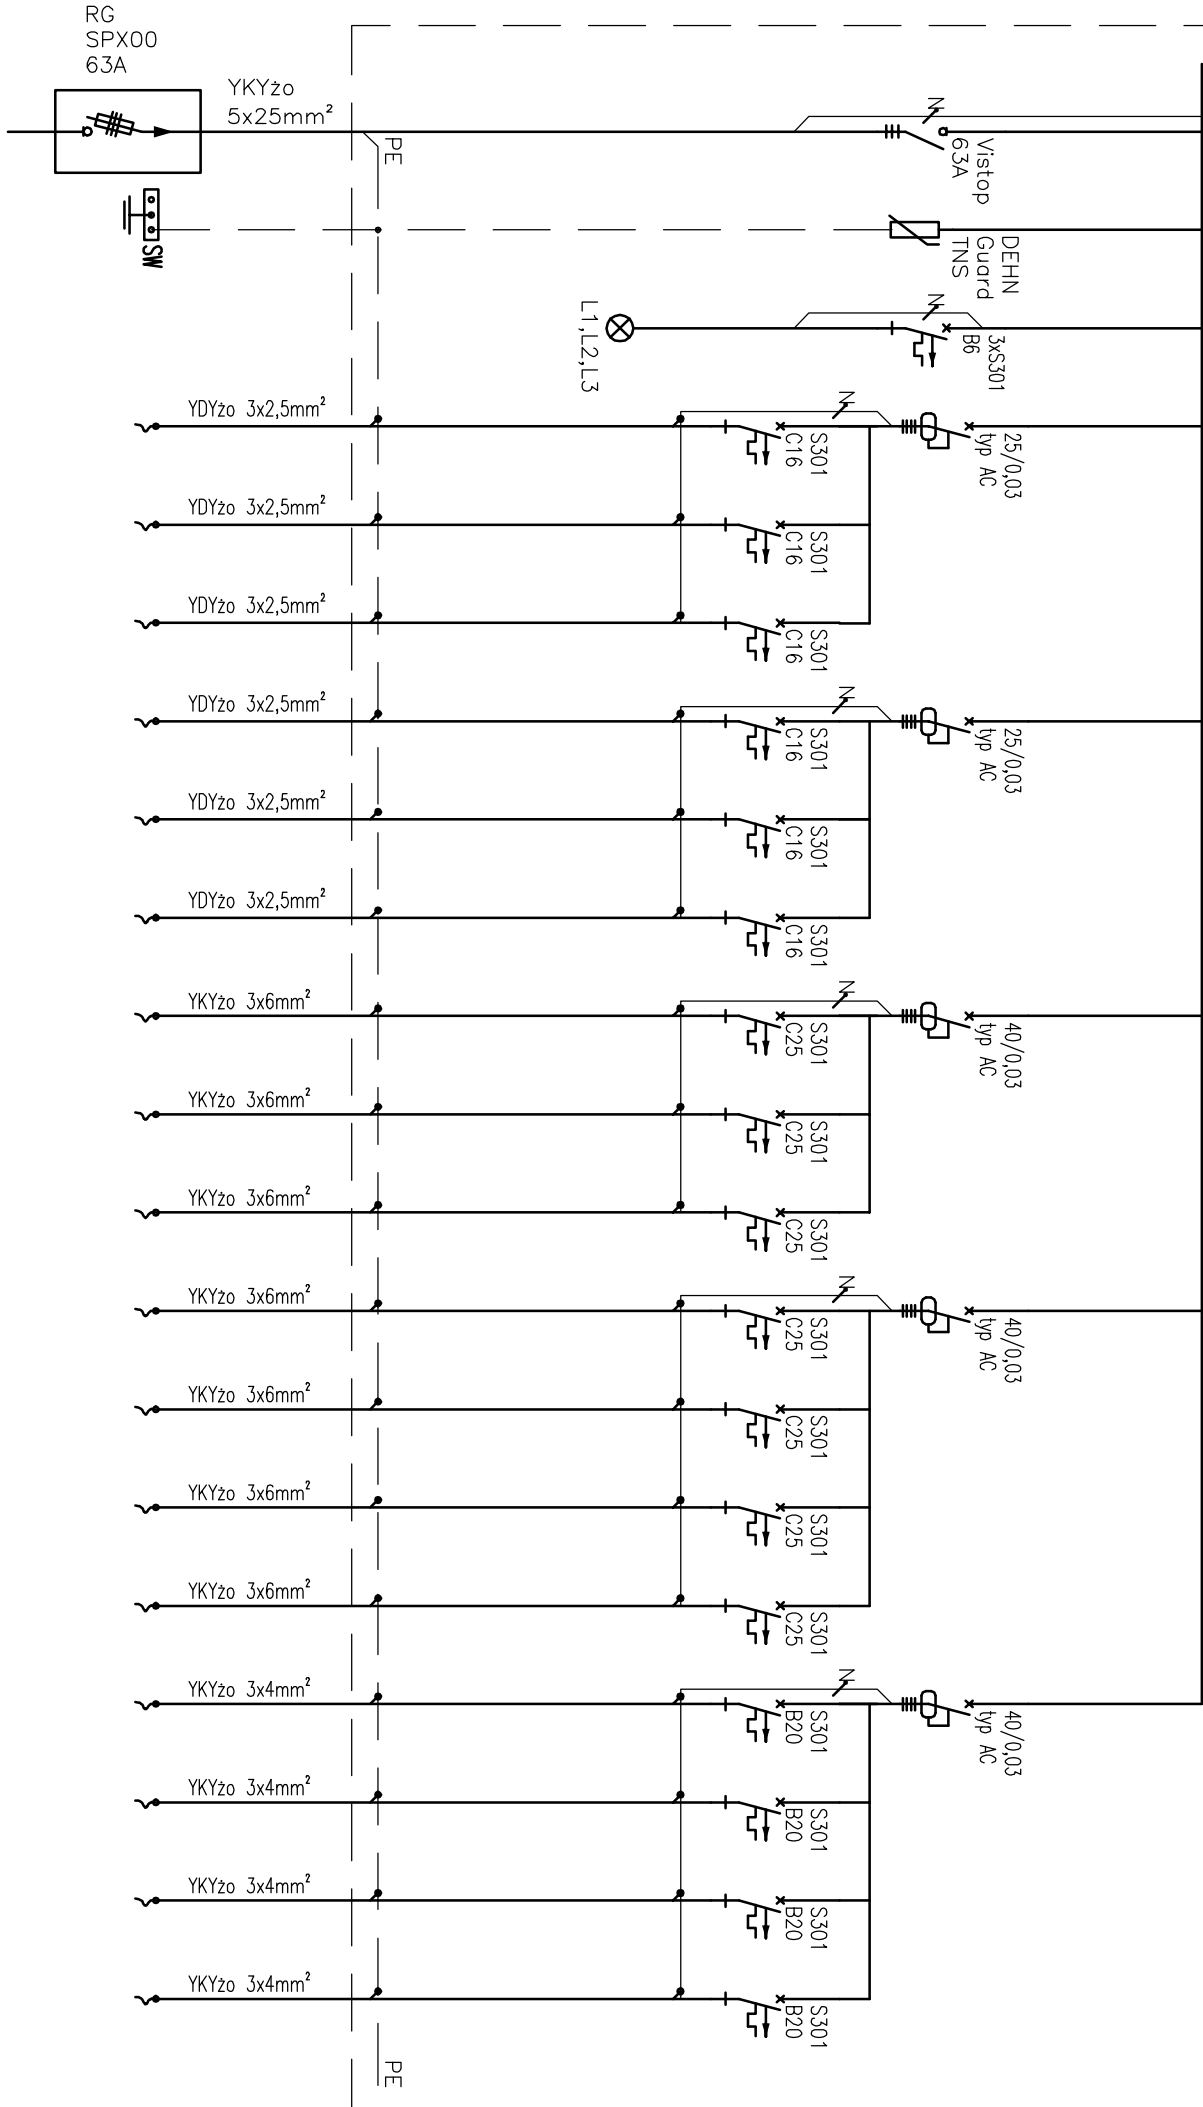 RG
SPX00
63A
YKYżo
5x25mm²
PE
N
Vistop
63A
SW
DEHN
Guard
TNS
N
3xS301
B6
L1,L2,L3
YDYżo 3x2,5mm²
N
S301
C16
25/0,03
typ AC
YDYżo 3x2,5mm²
S301
C16
YDYżo 3x2,5mm²
S301
C16
YDYżo 3x2,5mm²
N
S301
C16
25/0,03
typ AC
YDYżo 3x2,5mm²
S301
C16
YDYżo 3x2,5mm²
S301
C16
YKYżo 3x6mm²
N
S301
C25
40/0,03
typ AC
YKYżo 3x6mm²
S301
C25
YKYżo 3x6mm²
S301
C25
YKYżo 3x6mm²
N
S301
C25
40/0,03
typ AC
YKYżo 3x6mm²
S301
C25
YKYżo 3x6mm²
S301
C25
YKYżo 3x6mm²
S301
C25
YKYżo 3x4mm²
N
S301
B20
40/0,03
typ AC
YKYżo 3x4mm²
S301
B20
YKYżo 3x4mm²
S301
B20
YKYżo 3x4mm²
S301
B20
PE